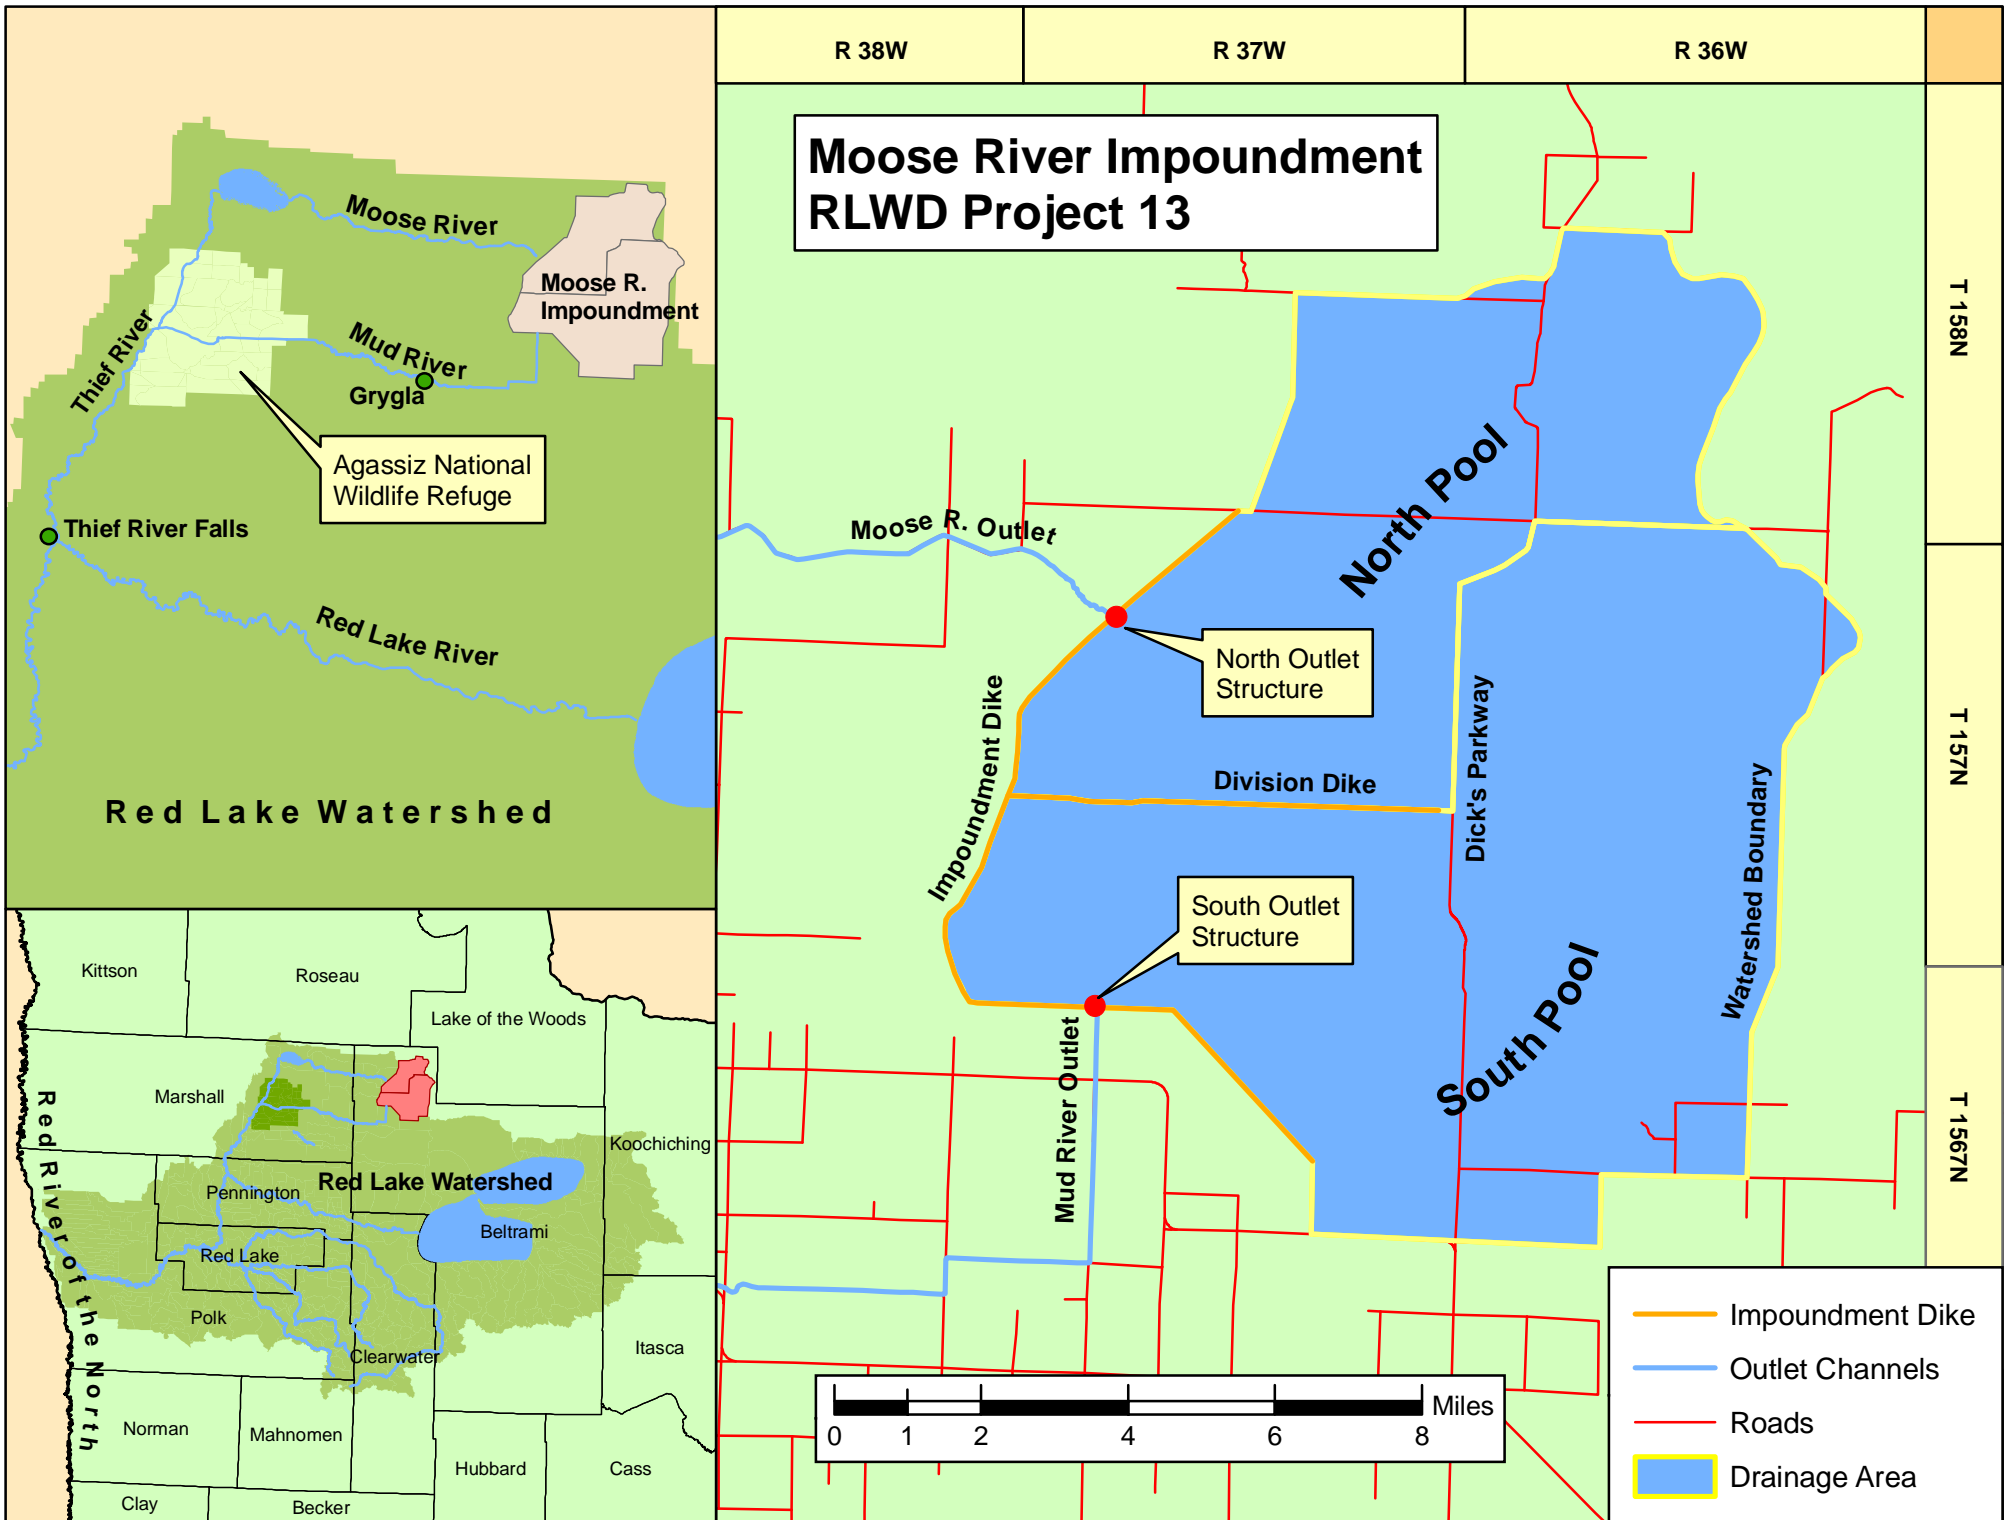 R 38W
R 37W
R 36W
Moose River Impoundment
RLWD Project 13
T 158N
T 157N
T 1567N
Moose River
Moose R.
Impoundment
Thief River
Mud River
Grygla
Agassiz National
Wildlife Refuge
Thief River Falls
Red Lake River
Red Lake Watershed
North Pool
Moose R. Outlet
North Outlet
Structure
Impoundment Dike
Division Dike
Dick's Parkway
Watershed Boundary
South Outlet
Structure
South Pool
Mud River Outlet
Kittson
Roseau
Lake of the Woods
Marshall
Koochiching
Red River of the North
Pennington
Red Lake Watershed
Beltrami
Red Lake
Polk
Clearwater
Itasca
Norman
Mahnomen
Hubbard
Cass
Clay
Becker
Miles
0 1 2 4 6 8
Impoundment Dike
Outlet Channels
Roads
Drainage Area